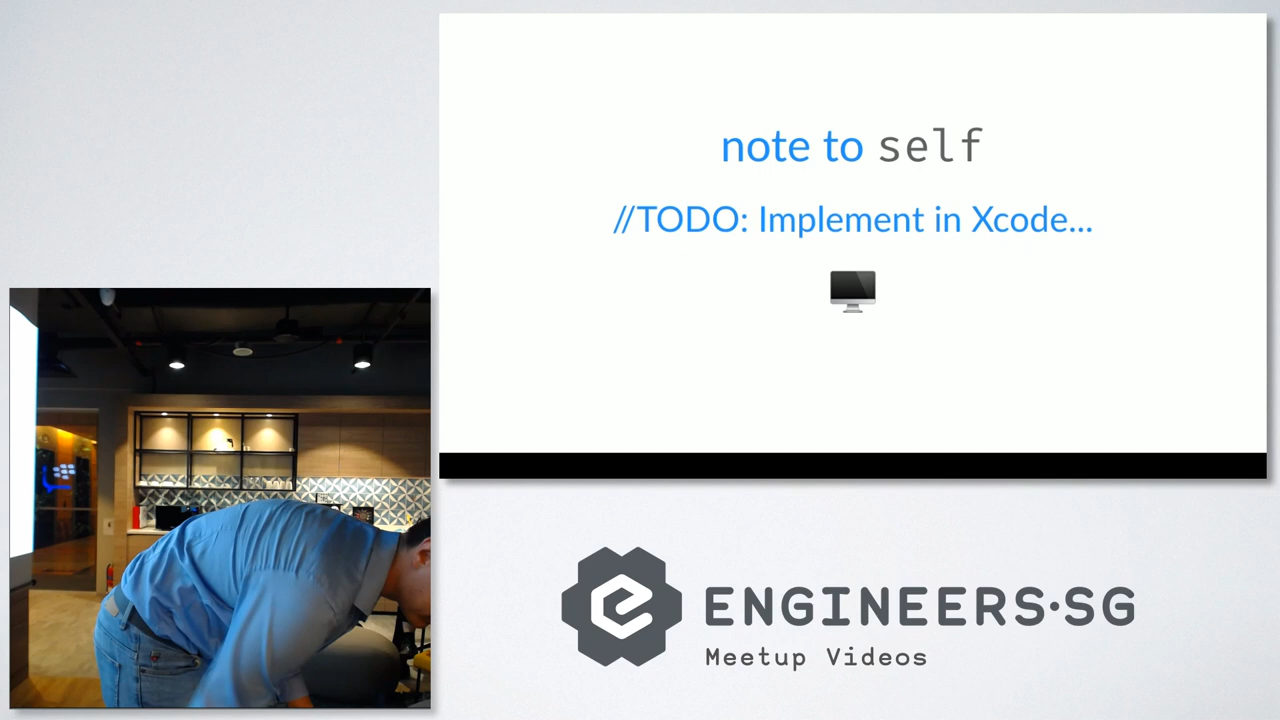 note to self
//TODO: Implement in Xcode...
ENGINEERS·SG
Meetup Videos